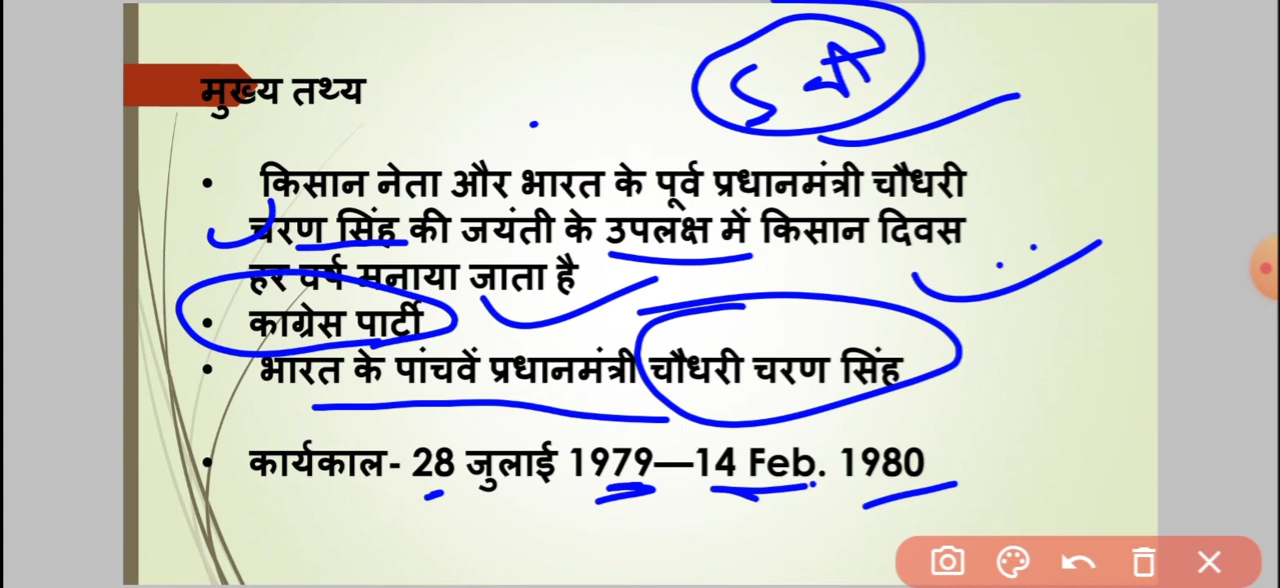 मुख्य तथ्य
• किसान नेता और भारत के पूर्व प्रधानमंत्री चौधरी
चरण सिंह की जयंती के उपलक्ष में किसान दिवस
हर वर्ष मनाया जाता है
• काग्रेस पार्टी
• भारत के पांचवें प्रधानमंत्री चौधरी चरण सिंह
• कार्यकाल- 28 जुलाई 1979—14 Feb. 1980